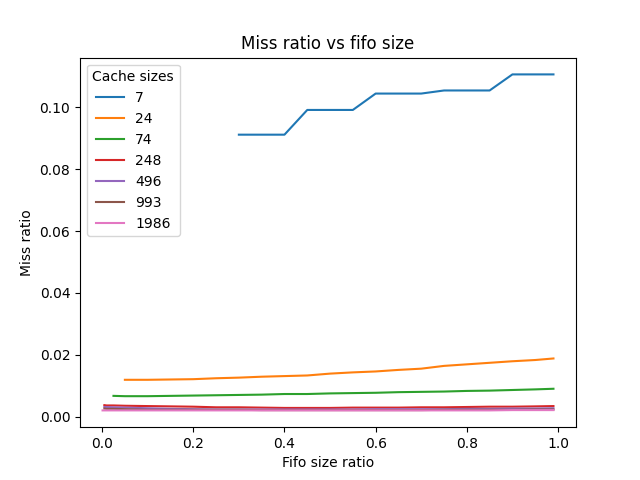 Miss ratio vs fifo size
Cache sizes
7
24
74
248
496
993
1986
Miss ratio
0.10
0.08
0.06
0.04
0.02
0.00
0.0 0.2 0.4 0.6 0.8 1.0
Fifo size ratio